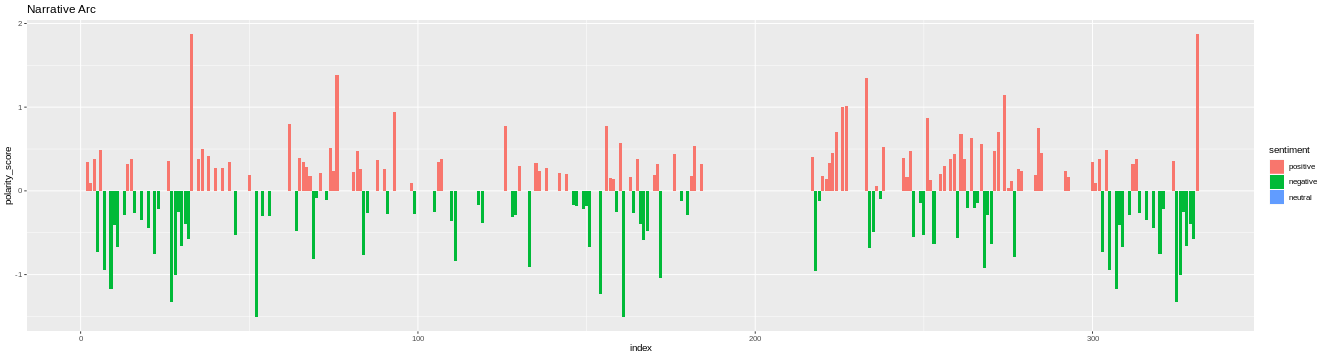 Narrative Arc
2
1
0
-1
polarity_score
0
100
200
300
index
sentiment
positive
negative
neutral